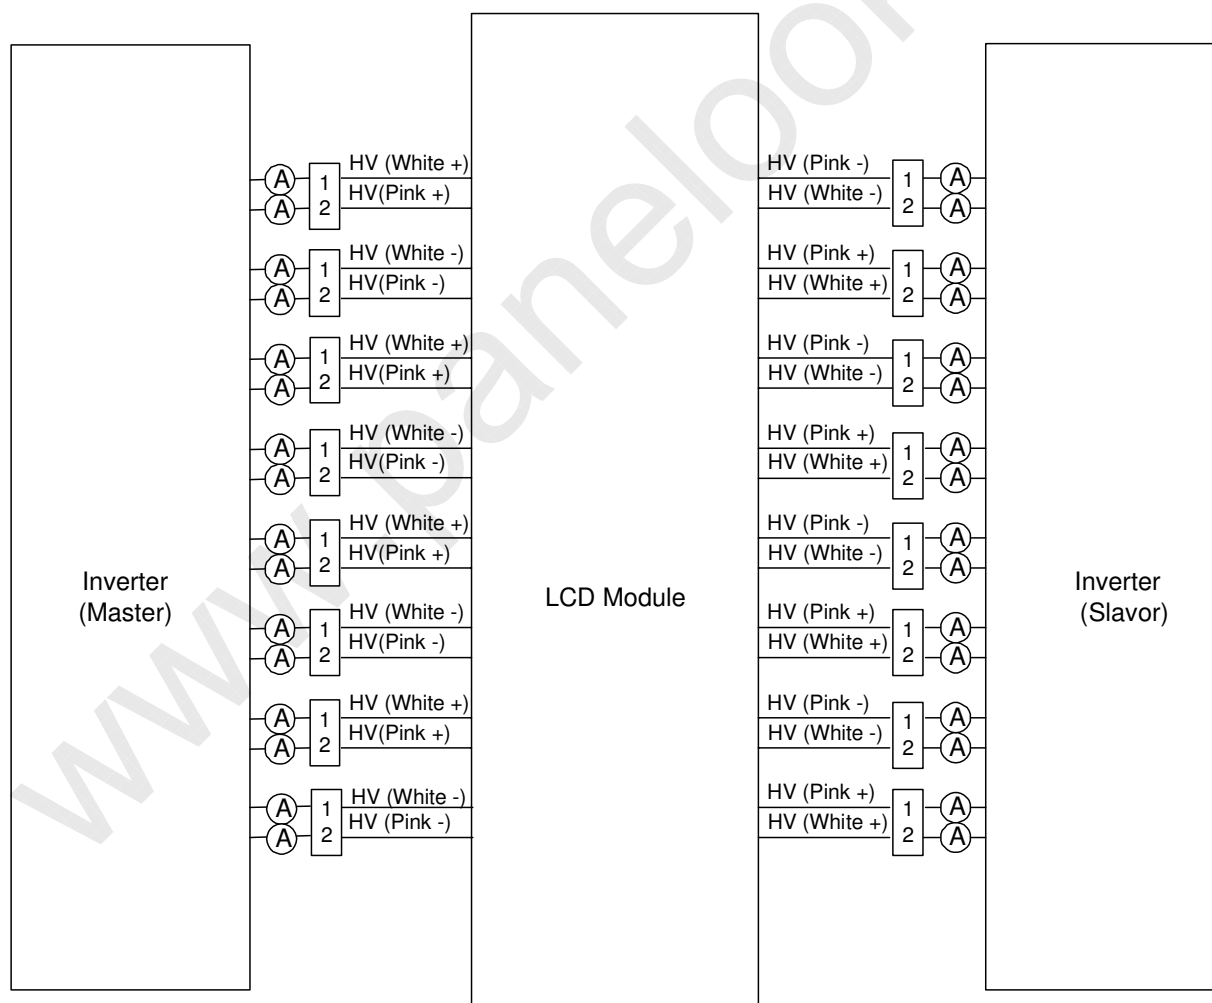 HV (White +)
A 1
HV(Pink +)
A 2
HV (White -)
A 1
HV(Pink -)
A 2
HV (White +)
A 1
HV(Pink +)
A 2
HV (White -)
A 1
HV(Pink -)
A 2
HV (White +)
A 1
HV(Pink +)
A 2
HV (White -)
A 1
HV(Pink -)
A 2
HV (White +)
A 1
HV(Pink +)
A 2
HV (White -)
A 1
HV (Pink -)
A 2
Inverter
(Master)
LCD Module
HV (Pink -)
1 A
HV (White -)
2 A
HV (Pink +)
1 A
HV (White +)
2 A
HV (Pink -)
1 A
HV (White -)
2 A
HV (Pink +)
1 A
HV (White +)
2 A
HV (Pink -)
1 A
HV (White -)
2 A
HV (Pink +)
1 A
HV (White +)
2 A
HV (Pink -)
1 A
HV (White -)
2 A
HV (Pink +)
1 A
HV (White +)
2 A
Inverter
(Slavor)
www.paneloo